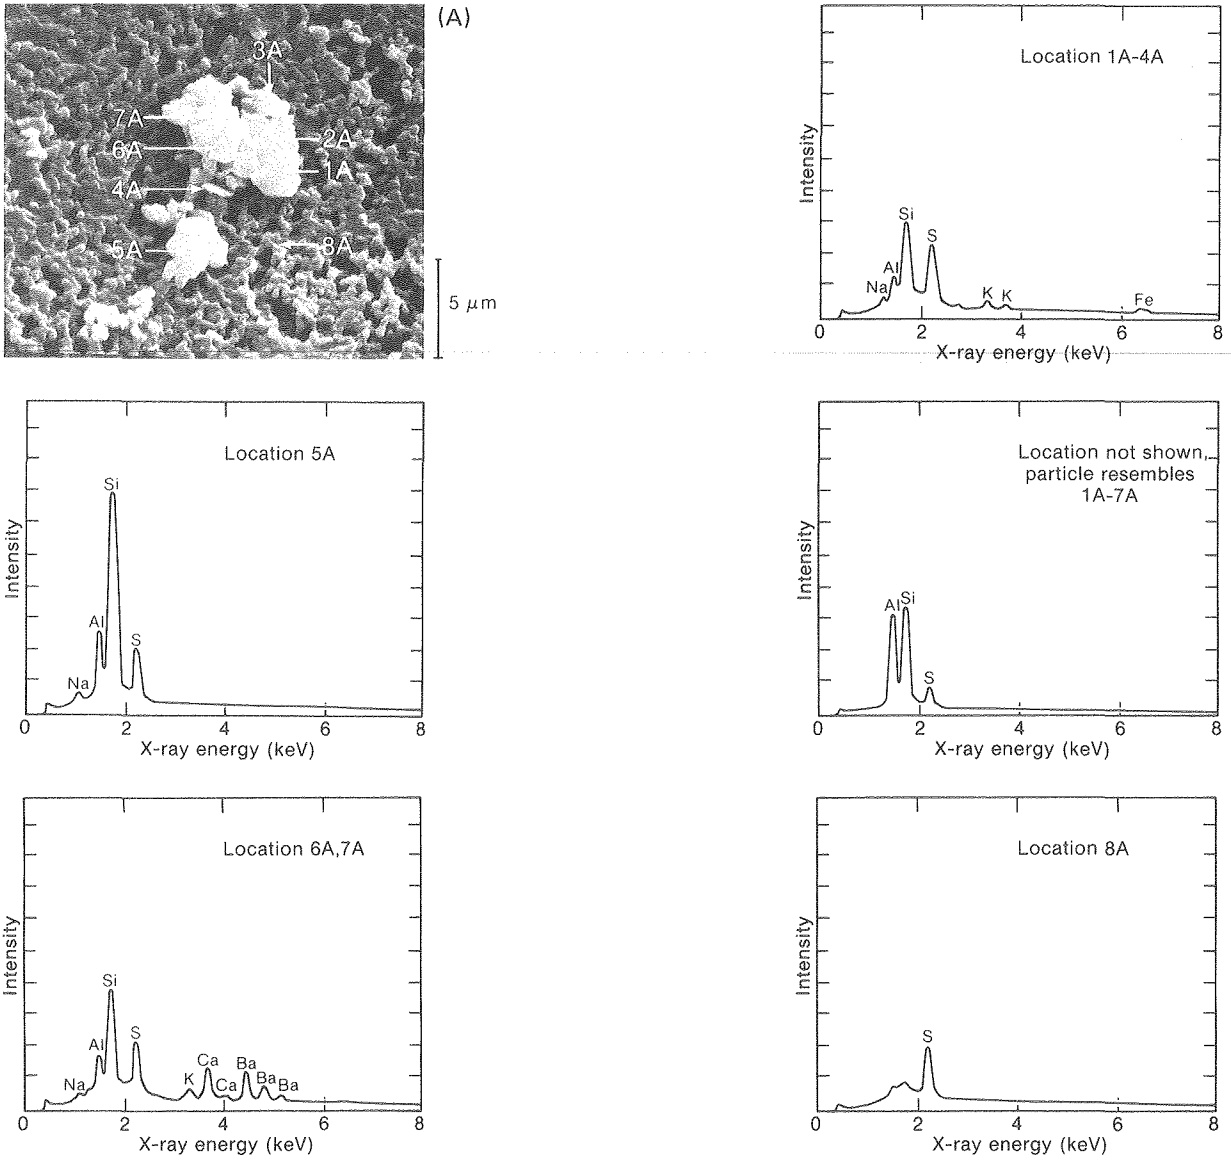 (A)
3A
7A
2A
6A
1A
4A
5A
8A
5 μm
Location 1A-4A
Intensity
Si
S
Al
Na
K K
Fe
0 2 4 6 8
X-ray energy (keV)
Location 5A
Intensity
Si
Al
S
Na
0 2 4 6 8
X-ray energy (keV)
Location not shown,
particle resembles
1A-7A
Intensity
Al Si
S
0 2 4 6 8
X-ray energy (keV)
Location 6A,7A
Intensity
Si
S
Al
Na
K
Ca
Ca
Ba
Ba
Ba
0 2 4 6 8
X-ray energy (keV)
Location 8A
Intensity
S
0 2 4 6 8
X-ray energy (keV)